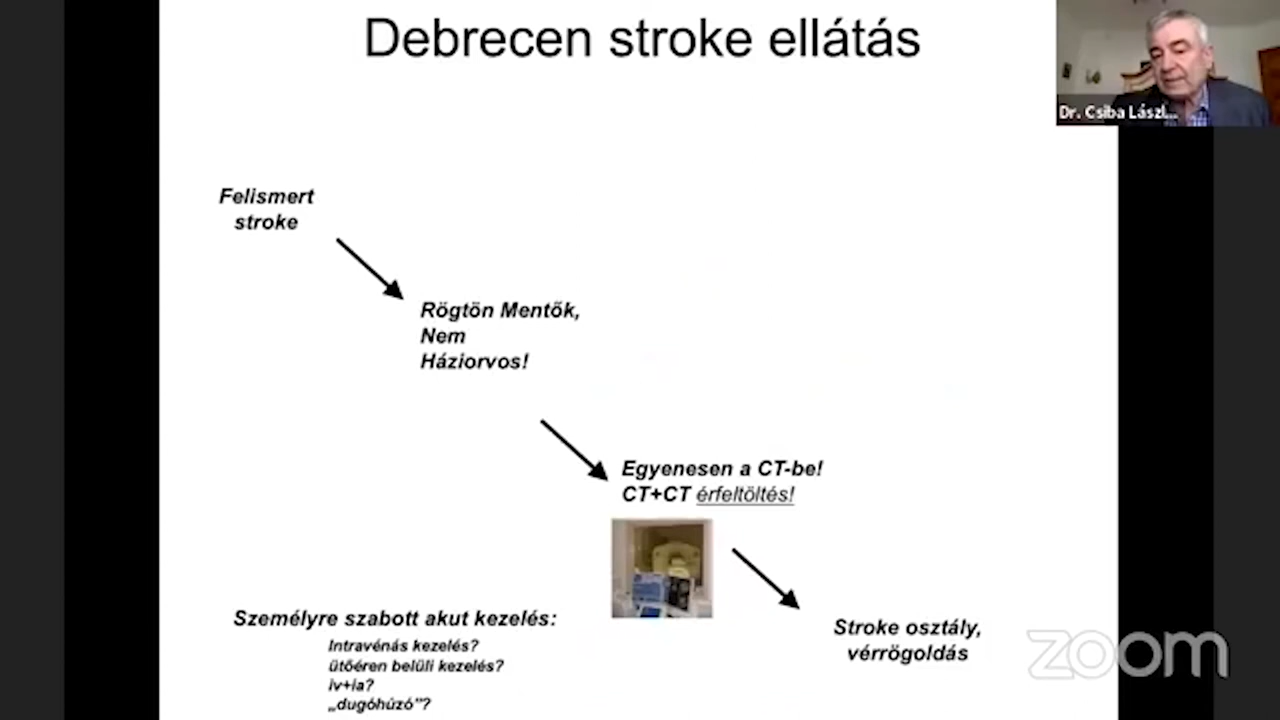 Debrecen stroke ellátás
Dr. Csiba Lászl...
Felismert
stroke
Rögtön Mentők,
Nem
Háziorvos!
Egyenesen a CT-be!
CT+CT érfeltöltés!
Személyre szabott akut kezelés:
Intravénás kezelés?
ütőéren belüli kezelés?
iv+ia?
„dugóhúzó”?
Stroke osztály,
vérrögoldás
zoom